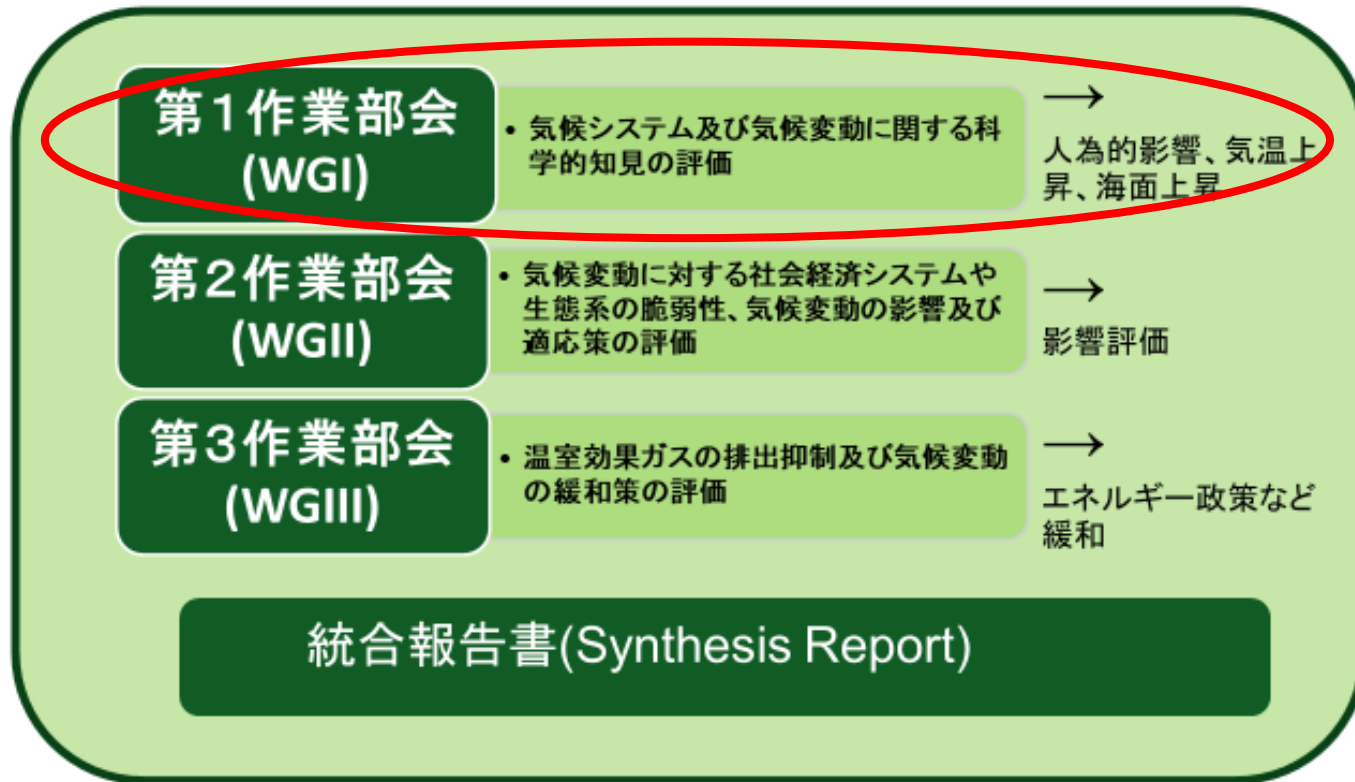 第１作業部会
(WGI)
• 気候システム及び気候変動に関する科
学的知見の評価
→
人為的影響、気温上
昇、海面上昇
第２作業部会
(WGII)
• 気候変動に対する社会経済システムや
生態系の脆弱性、気候変動の影響及び
適応策の評価
→
影響評価
第３作業部会
(WGIII)
• 温室効果ガスの排出抑制及び気候変動
の緩和策の評価
→
エネルギー政策など
緩和
統合報告書(Synthesis Report)